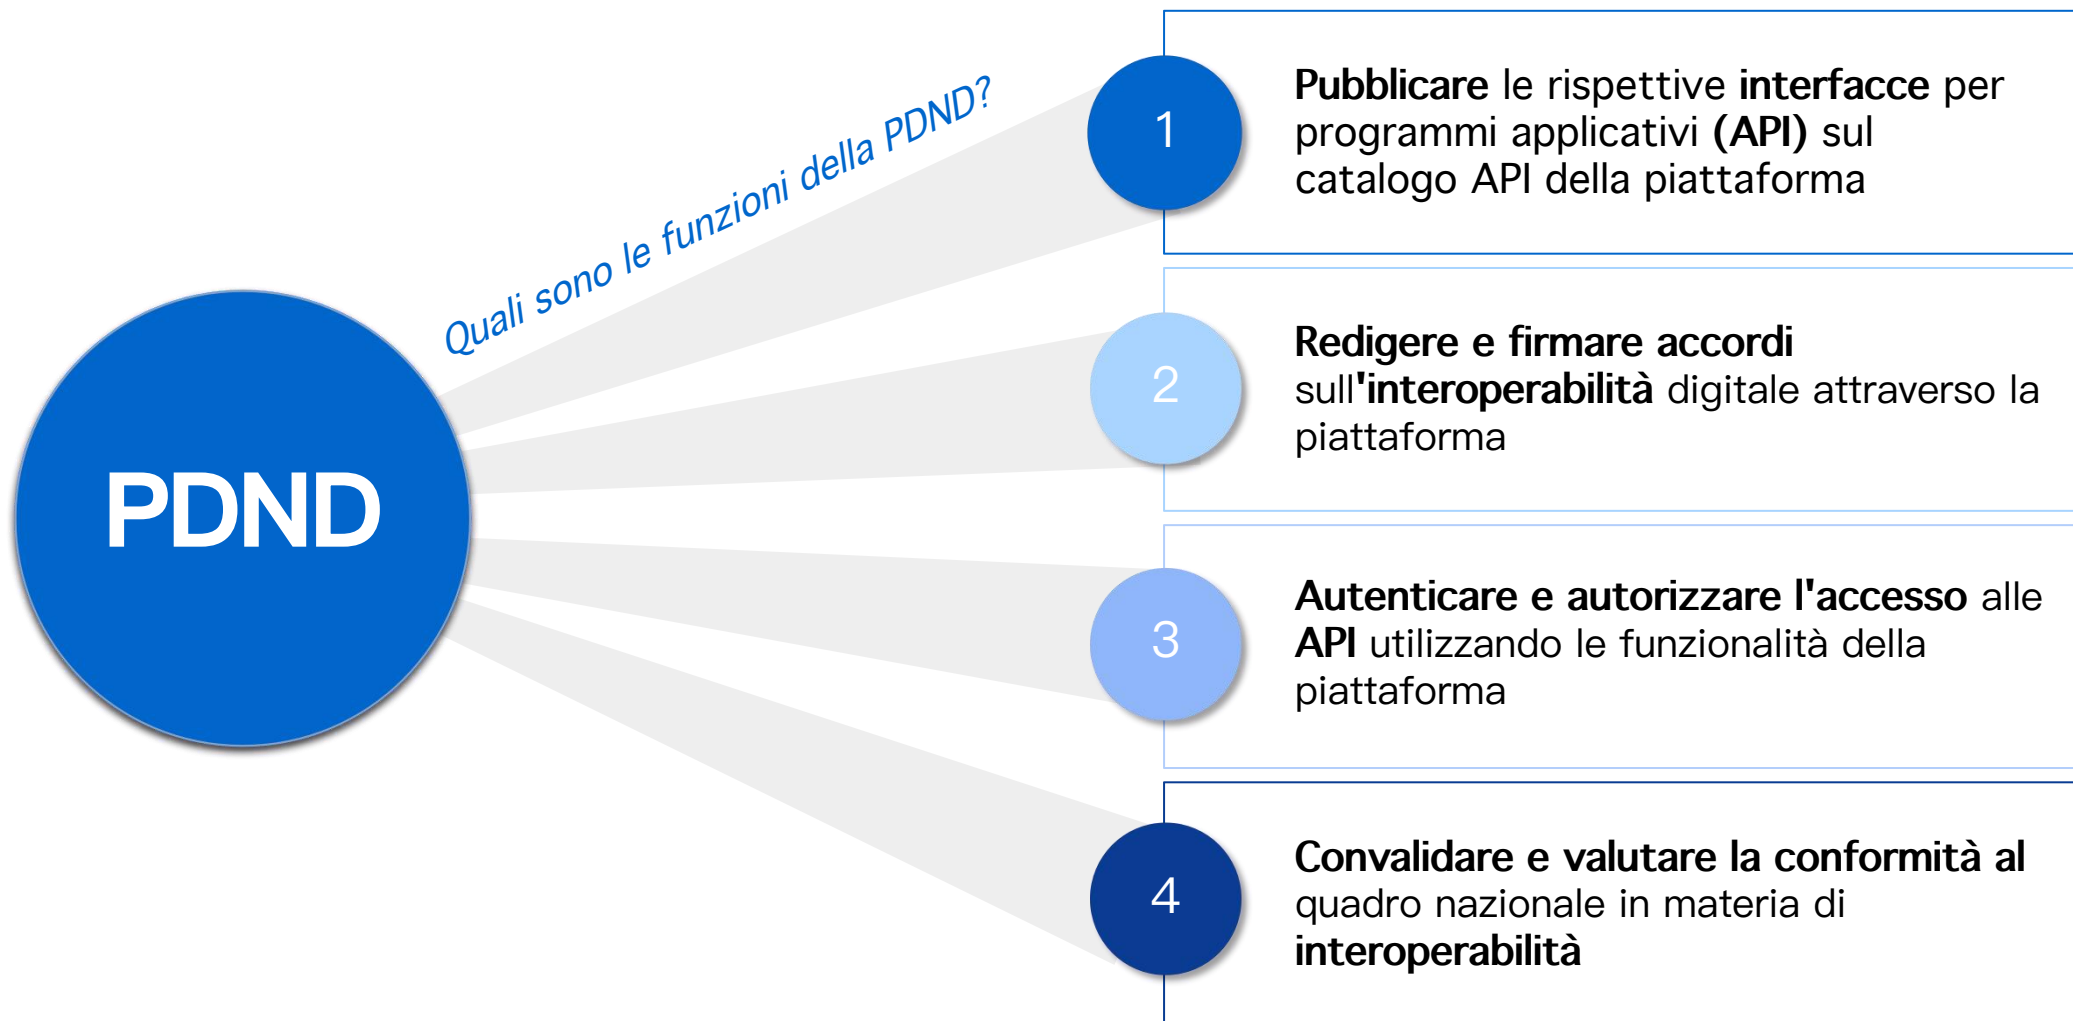 Quali sono le funzioni della PDND?
PDND
1
Pubblicare le rispettive interfacce per
programmi applicativi (API) sul
catalogo API della piattaforma
2
Redigere e firmare accordi
sull'interoperabilità digitale attraverso la
piattaforma
3
Autenticare e autorizzare l'accesso alle
API utilizzando le funzionalità della
piattaforma
4
Convalidare e valutare la conformità al
quadro nazionale in materia di
interoperabilità